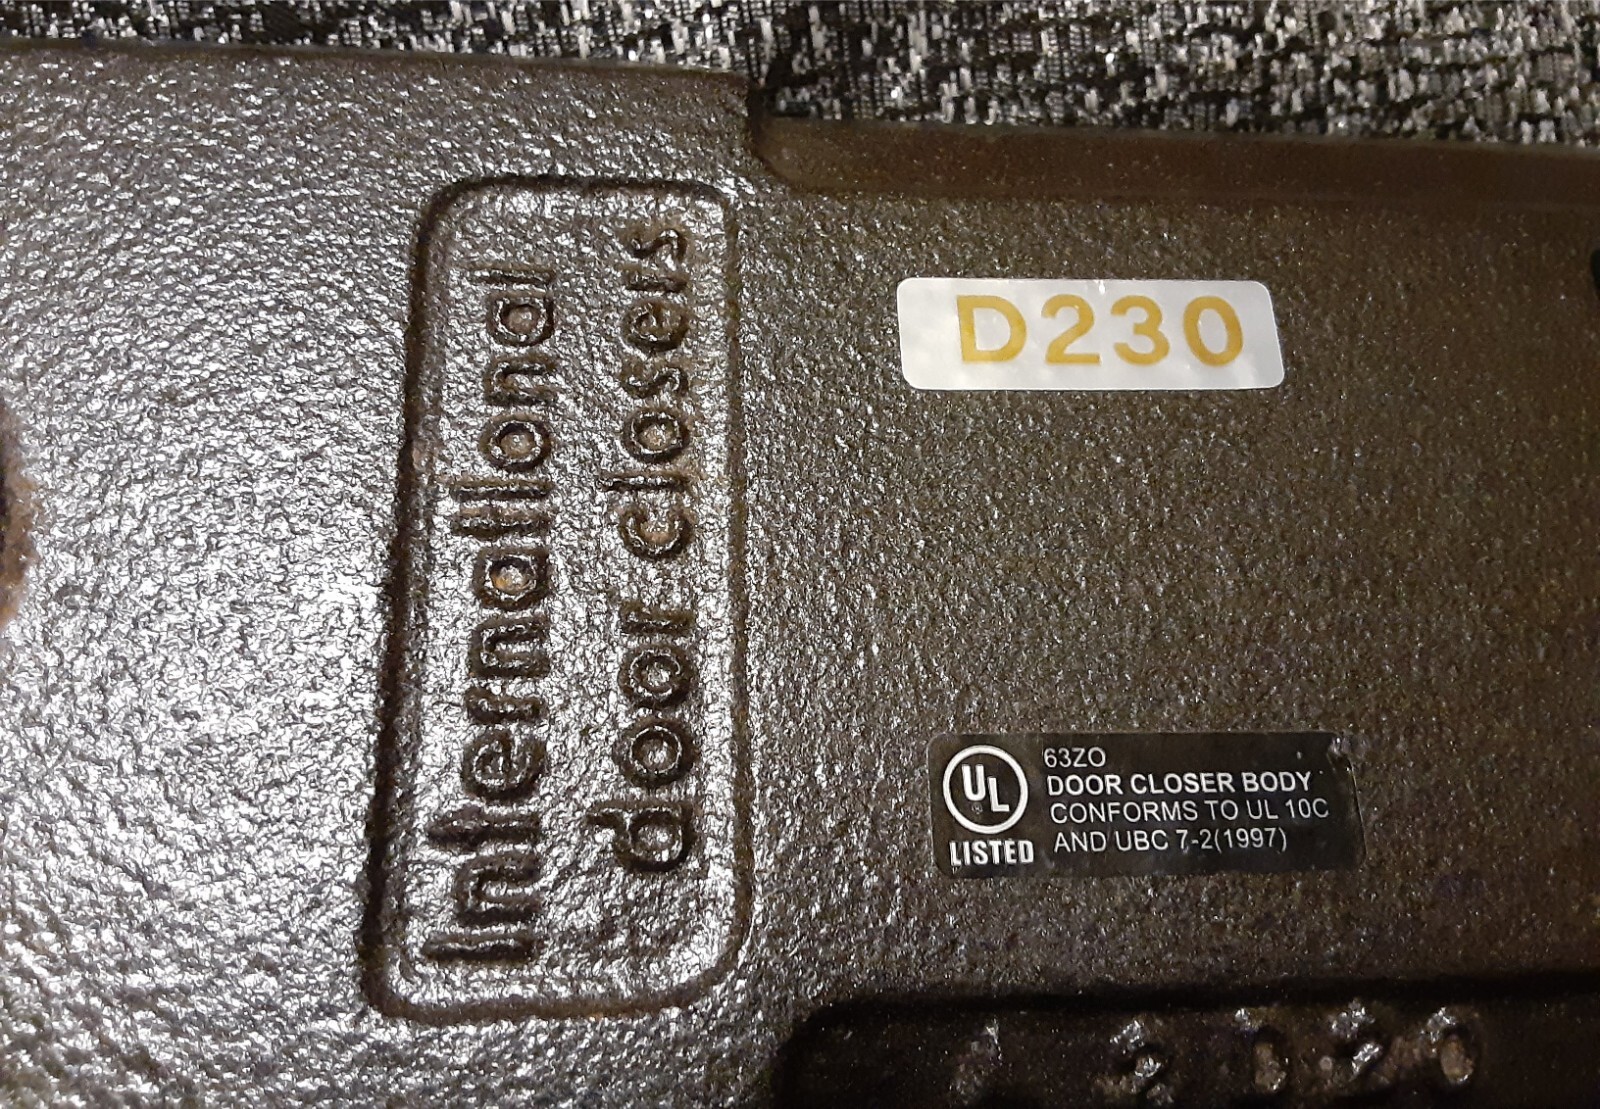 International
door closers
D230
UL
LISTED
63ZO
DOOR CLOSER BODY
CONFORMS TO UL 10C
AND UBC 7-2(1997)